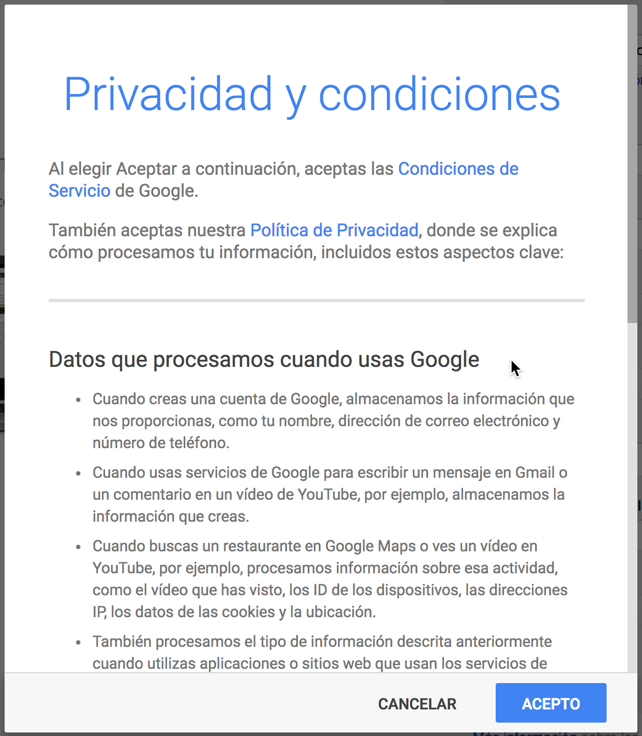 Privacidad y condiciones
Al elegir Aceptar a continuación, aceptas las Condiciones de
Servicio de Google.
También aceptas nuestra Política de Privacidad, donde se explica
cómo procesamos tu información, incluidos estos aspectos clave:
Datos que procesamos cuando usas Google
• Cuando creas una cuenta de Google, almacenamos la información que
nos proporcionas, como tu nombre, dirección de correo electrónico y
número de teléfono.
• Cuando usas servicios de Google para escribir un mensaje en Gmail o
un comentario en un vídeo de YouTube, por ejemplo, almacenamos la
información que creas.
• Cuando buscas un restaurante en Google Maps o ves un vídeo en
YouTube, por ejemplo, procesamos información sobre esa actividad,
como el vídeo que has visto, los ID de los dispositivos, las direcciones
IP, los datos de las cookies y la ubicación.
• También procesamos el tipo de información descrita anteriormente
cuando utilizas aplicaciones o sitios web que usan los servicios de
CANCELAR
ACEPTO